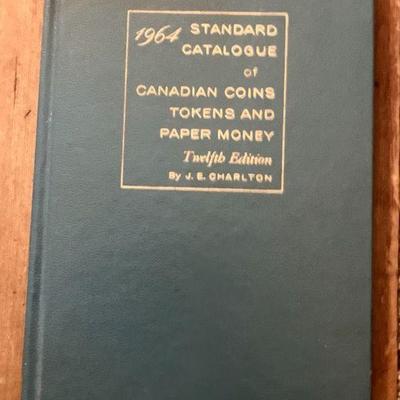 1964 STANDARD
CATALOGUE
of
CANADIAN COINS
TOKENS AND
PAPER MONEY
Twelfth Edition
By J. E. CHARLTON